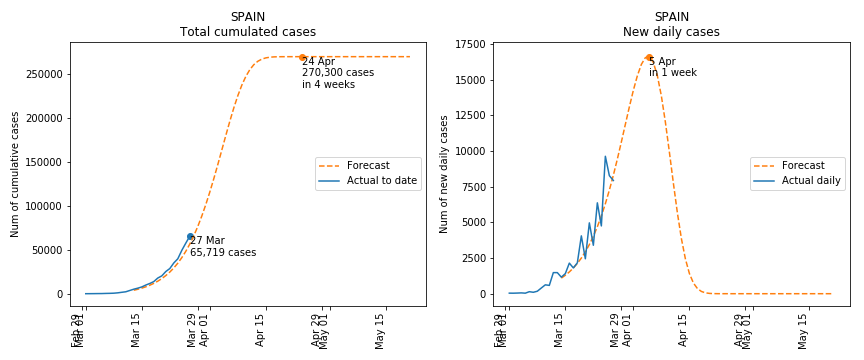 SPAIN
Total cumulated cases
Num of cumulative cases
250000
200000
150000
100000
50000
0
24 Apr
270,300 cases
in 4 weeks
27 Mar
65,719 cases
Forecast
Actual to date
Feb 29
Mar 01
Mar 15
Mar 29
Apr 01
Apr 15
Apr 29
May 01
May 15
SPAIN
New daily cases
Num of new daily cases
17500
15000
12500
10000
7500
5000
2500
0
5 Apr
in 1 week
Forecast
Actual daily
Feb 29
Mar 01
Mar 15
Mar 29
Apr 01
Apr 15
Apr 29
May 01
May 15